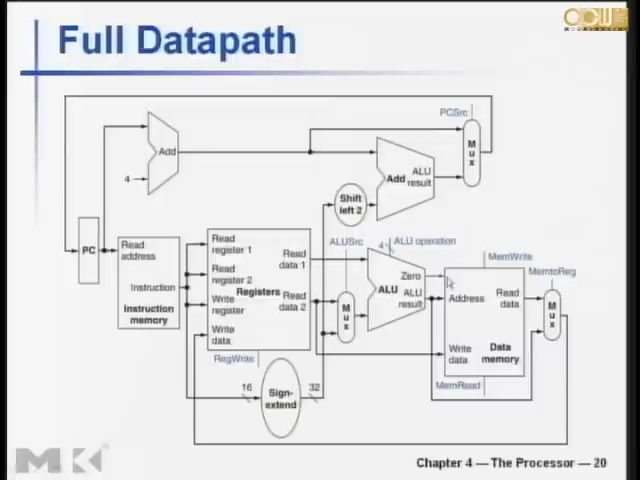 Full Datapath
PCSrc
Add
4
M
u
x
Add
ALU
result
Shift
left 2
PC
Read
address
Instruction
Instruction
memory
Read
register 1
Read
register 2
Write
register
Write
data
Registers
Read
data 1
Read
data 2
RegWrite
ALUSrc
M
u
x
4
ALU operation
Zero
ALU
ALU
result
MemWrite
Address
Read
data
Write
data
Data
memory
MemRead
MemtoReg
M
u
x
16
Sign-
extend
32
MK
Chapter 4 — The Processor — 20